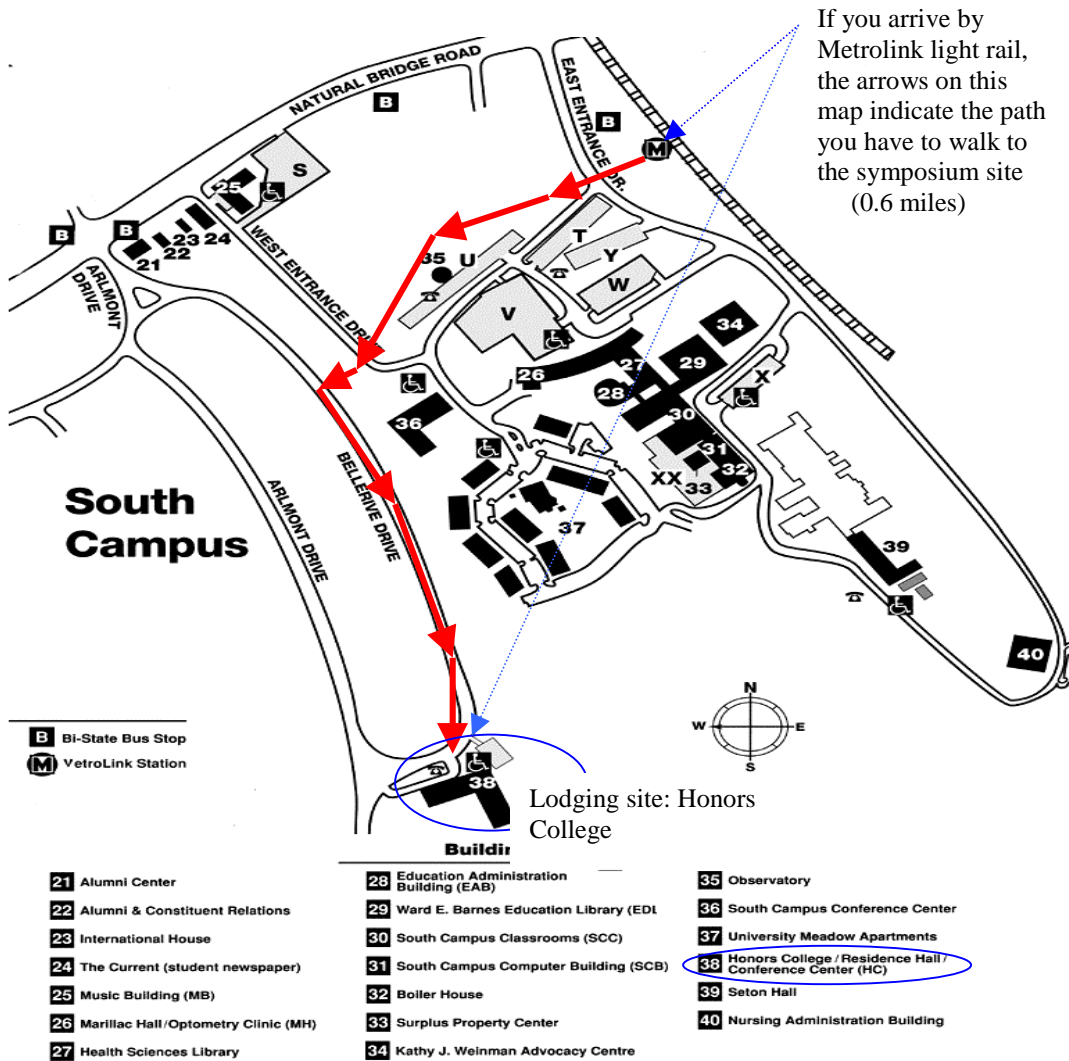 If you arrive by
Metrolink light rail,
the arrows on this
map indicate the path
you have to walk to
the symposium site
(0.6 miles)
NATURAL BRIDGE ROAD
EAST ENTRANCE DR.
B
B
M
S
25
B
B
24
23
22
21
WEST ENTRANCE DRIVE
ARLMONT
DRIVE
35
U
T
Y
W
V
34
27
29
26
28
X
36
30
31
32
XX
33
37
BELLERIVE DRIVE
ARLMONT DRIVE
South
Campus
39
40
N
W
E
S
B Bi-State Bus Stop
M VetroLink Station
38
Lodging site: Honors
College
Buildin
21 Alumni Center
22 Alumni & Constituent Relations
23 International House
24 The Current (student newspaper)
25 Music Building (MB)
26 Marillac Hall/Optometry Clinic (MH)
27 Health Sciences Library
28 Education Administration
Building (EAB)
29 Ward E. Barnes Education Library (EDL
30 South Campus Classrooms (SCC)
31 South Campus Computer Building (SCB)
32 Boiler House
33 Surplus Property Center
34 Kathy J. Weinman Advocacy Centre
35 Observatory
36 South Campus Conference Center
37 University Meadow Apartments
38 Honors College/Residence Hall/
Conference Center (HC)
39 Seton Hall
40 Nursing Administration Building